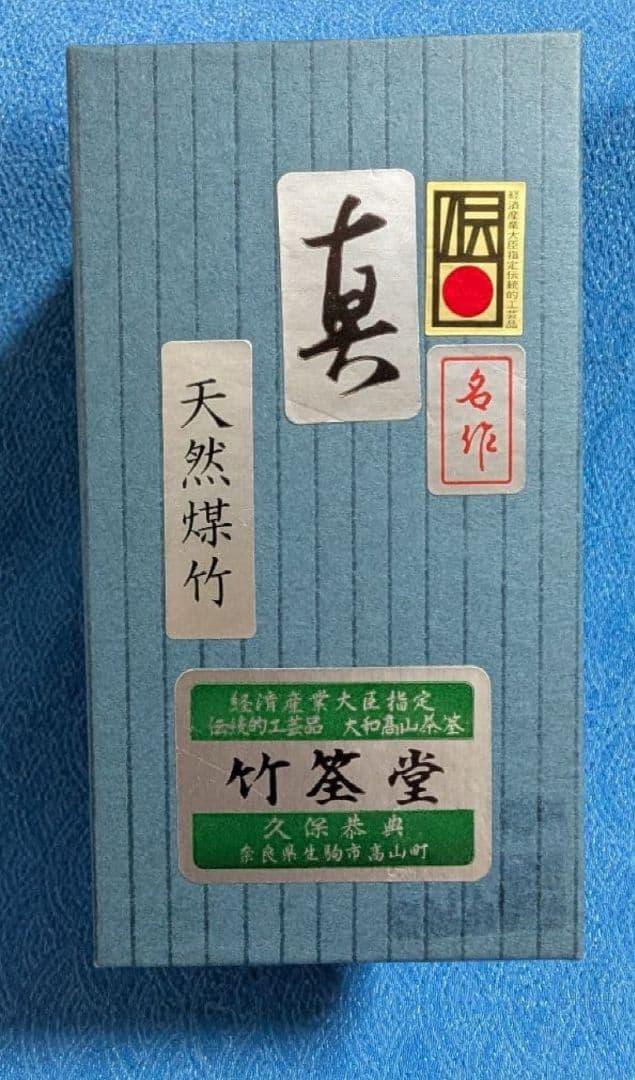 真
伝
経済産業大臣指定伝統的工芸品
名作
天然煤竹
経済産業大臣指定
伝統的工芸品 大和高山茶筌
竹筌堂
久保恭典
奈良県生駒市高山町